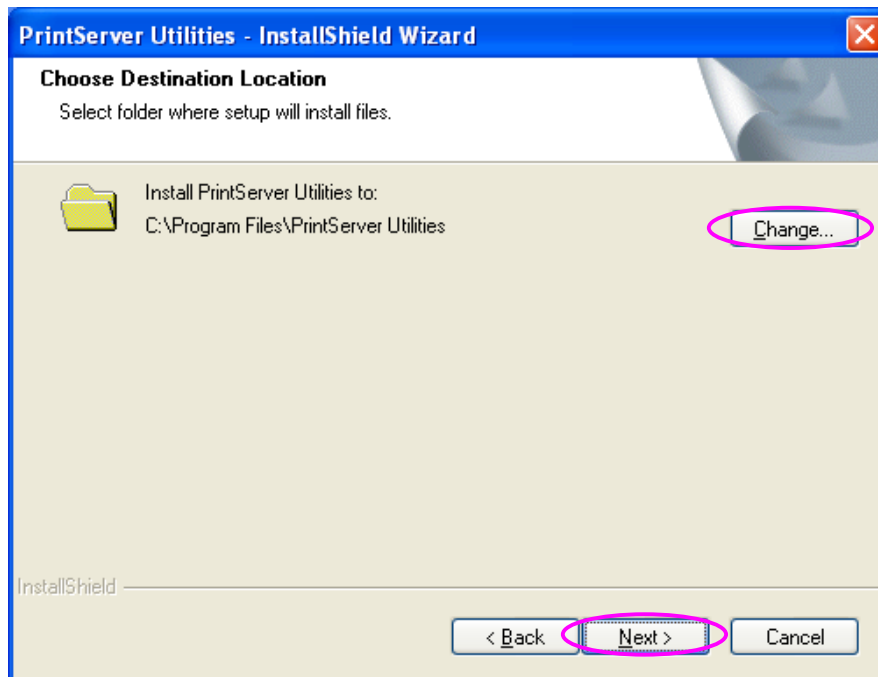 PrintServer Utilities - InstallShield Wizard
Choose Destination Location
Select folder where setup will install files.
Install PrintServer Utilities to:
C:\Program Files\PrintServer Utilities
Change...
InstallShield
< Back Next > Cancel